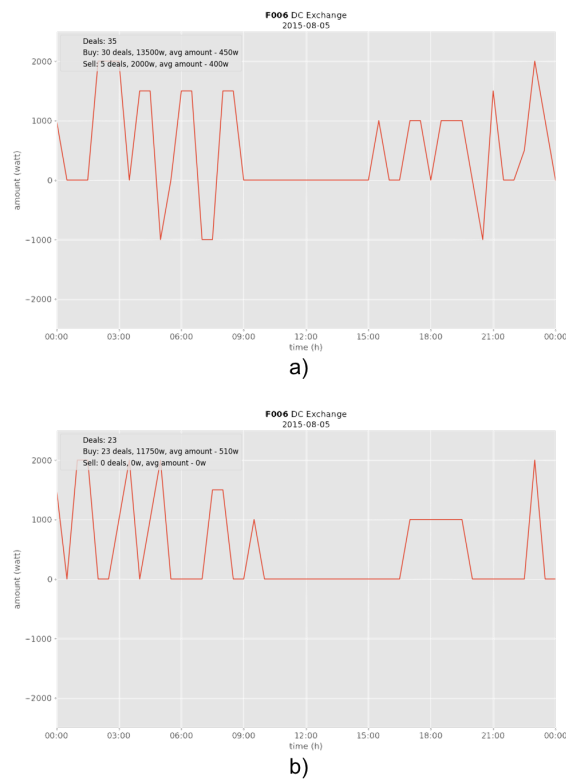 F006 DC Exchange
2015-08-05
Deals: 35
Buy: 30 deals, 13500w, avg amount - 450w
Sell: 5 deals, 2000w, avg amount - 400w
amount (watt)
2000
1000
0
−1000
−2000
00:00 03:00 06:00 09:00 12:00 15:00 18:00 21:00 00:00
time (h)
a)
F006 DC Exchange
2015-08-05
Deals: 23
Buy: 23 deals, 11750w, avg amount - 510w
Sell: 0 deals, 0w, avg amount - 0w
amount (watt)
2000
1000
0
−1000
−2000
00:00 03:00 06:00 09:00 12:00 15:00 18:00 21:00 00:00
time (h)
b)